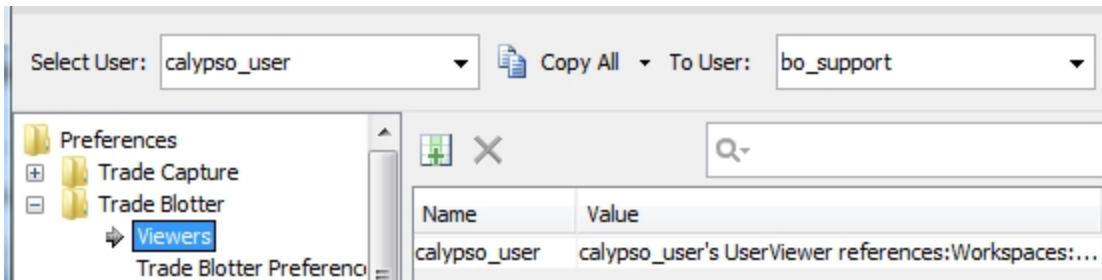 Select User: calypso_user Copy All To User: bo_support
Preferences
Trade Capture
Trade Blotter
Viewers
Trade Blotter
Name Value
calypso_user calypso_user's UserViewer references:Workspaces:...